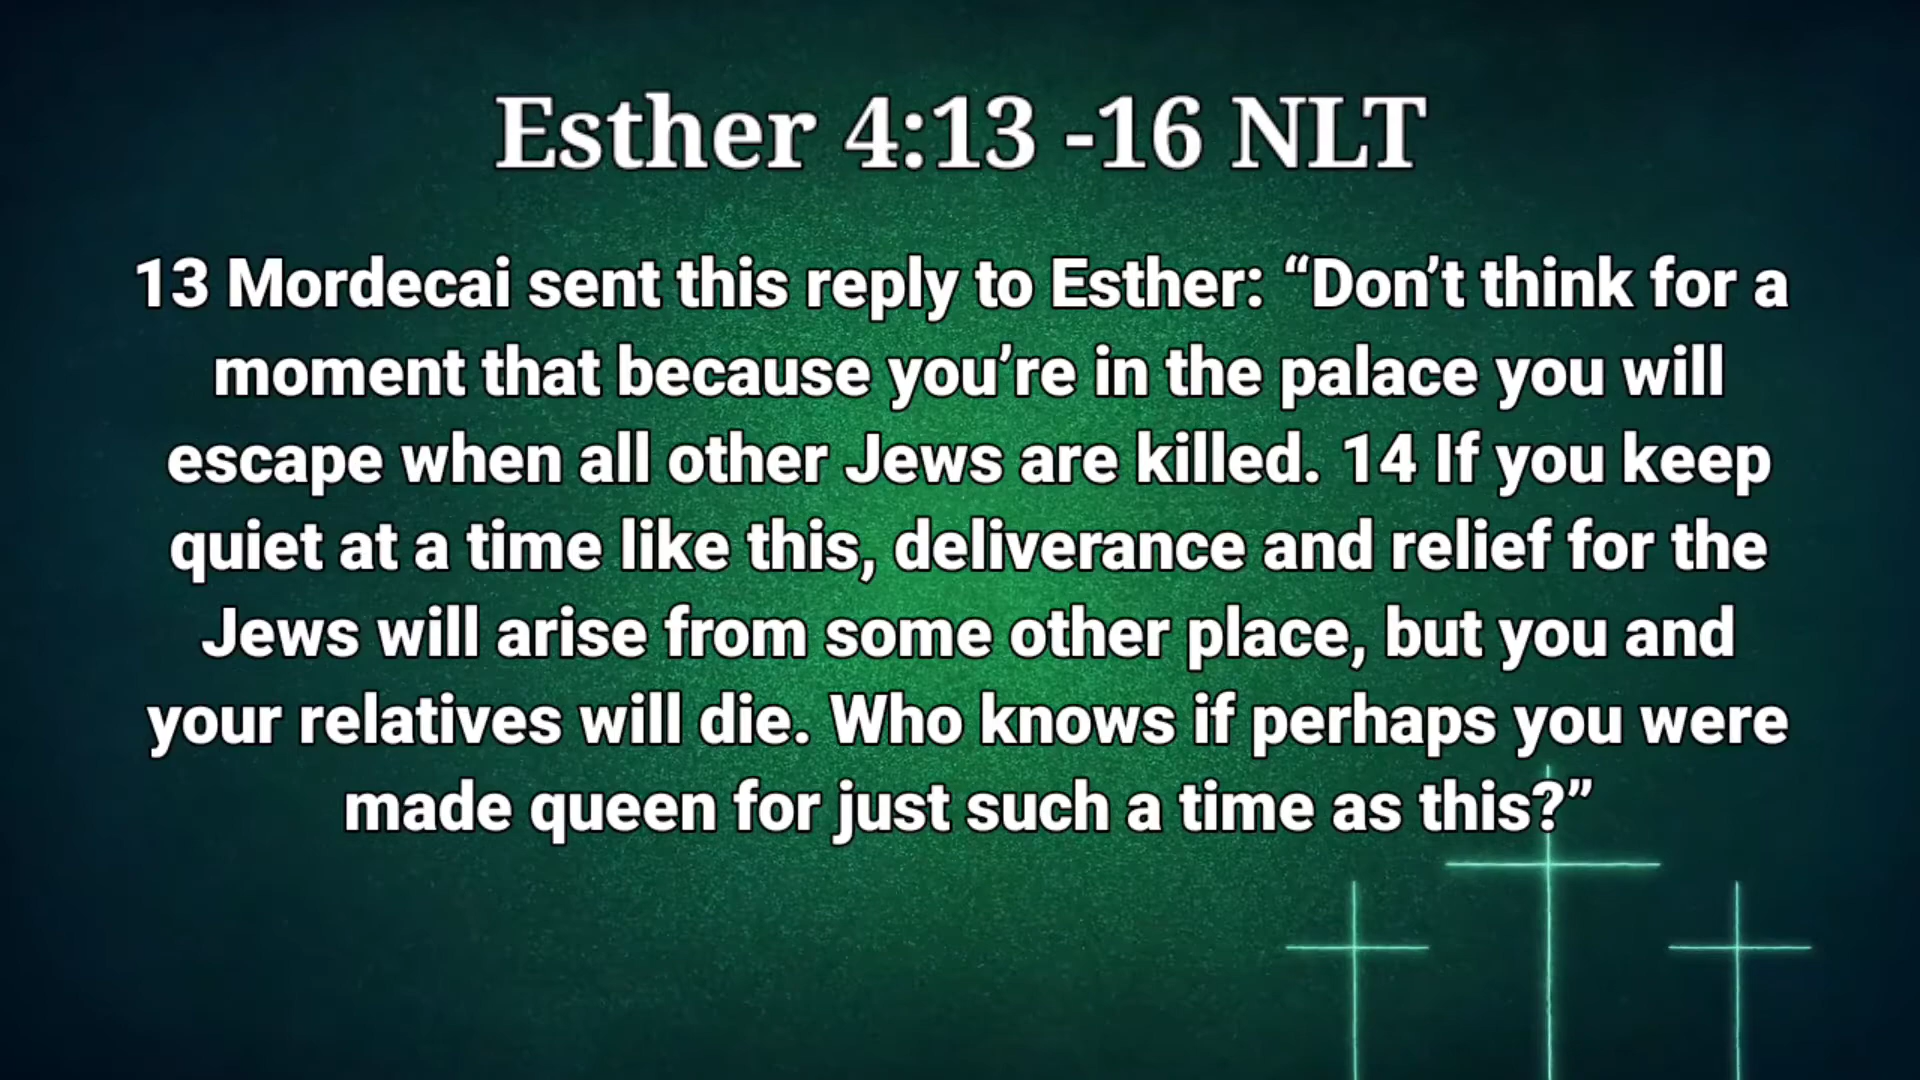 Esther 4:13 -16 NLT
13 Mordecai sent this reply to Esther: “Don’t think for a
moment that because you’re in the palace you will
escape when all other Jews are killed. 14 If you keep
quiet at a time like this, deliverance and relief for the
Jews will arise from some other place, but you and
your relatives will die. Who knows if perhaps you were
made queen for just such a time as this?”